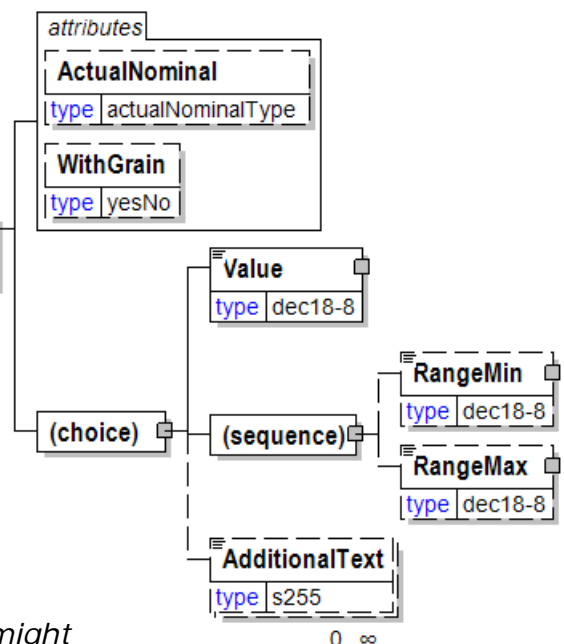 attributes
ActualNominal
type actualNominalType
WithGrain
type yesNo
Value
type dec18-8
(choice)
(sequence)
RangeMin
type dec18-8
RangeMax
type dec18-8
AdditionalText
type s255
might
0 ∞